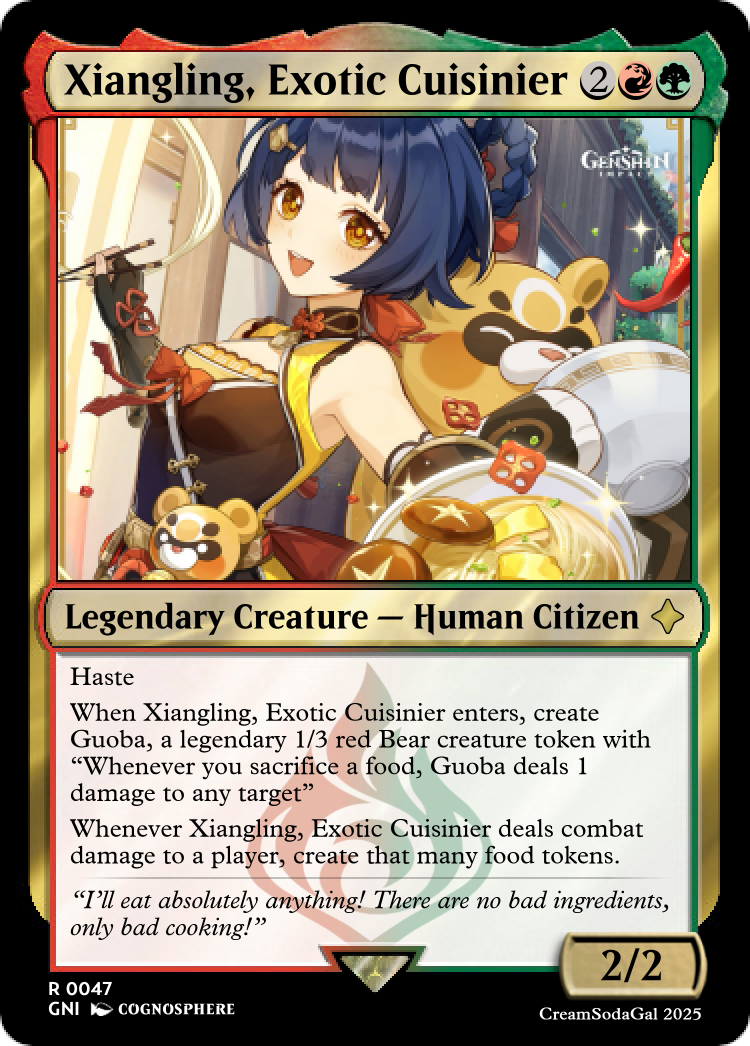 Xiangling, Exotic Cuisinier 2
GENSHIN
IMPACT
Legendary Creature — Human Citizen
Haste
When Xiangling, Exotic Cuisinier enters, create
Guoba, a legendary 1/3 red Bear creature token with
“Whenever you sacrifice a food, Guoba deals 1
damage to any target”
Whenever Xiangling, Exotic Cuisinier deals combat
damage to a player, create that many food tokens.
“I’ll eat absolutely anything! There are no bad ingredients,
only bad cooking!”
2/2
R 0047
GNI COGNOSPHERE
CreamSodaGal 2025